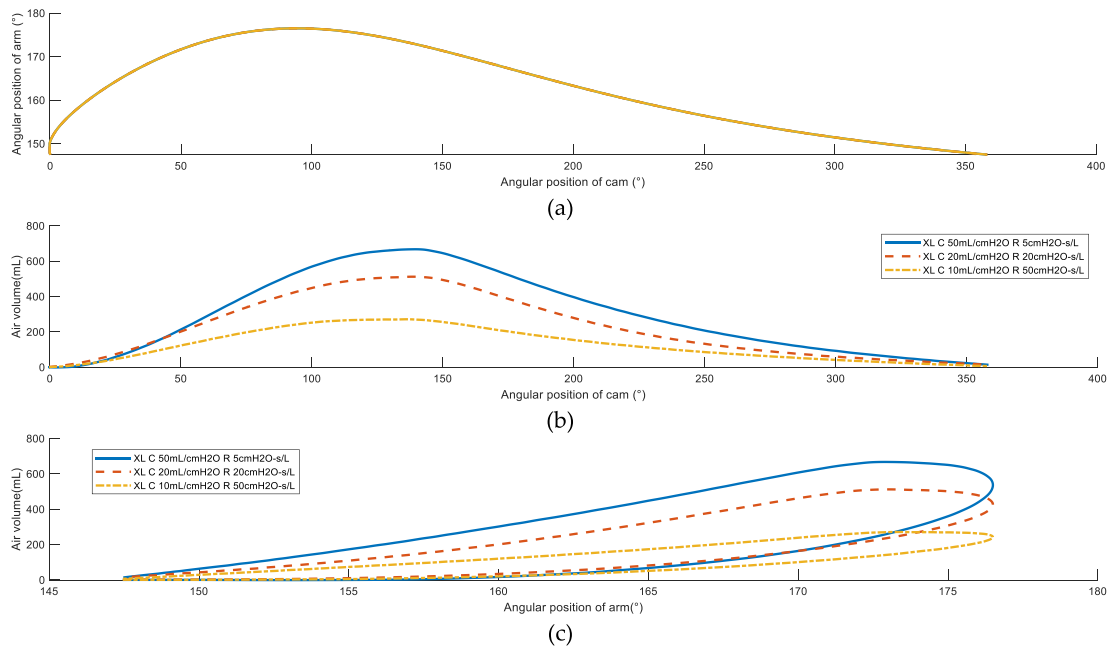 180
170
160
150
Angular position of arm (°)
0 50 100 150 200 250 300 350 400
Angular position of cam (°)
(a)
800
600
400
200
0
Air volume(mL)
XL C 50mL/cmH2O R 5cmH2O-s/L
XL C 20mL/cmH2O R 20cmH2O-s/L
XL C 10mL/cmH2O R 50cmH2O-s/L
0 50 100 150 200 250 300 350 400
Angular position of cam (°)
(b)
800
600
400
200
0
Air volume(mL)
XL C 50mL/cmH2O R 5cmH2O-s/L
XL C 20mL/cmH2O R 20cmH2O-s/L
XL C 10mL/cmH2O R 50cmH2O-s/L
145 150 155 160 165 170 175 180
Angular position of arm(°)
(c)